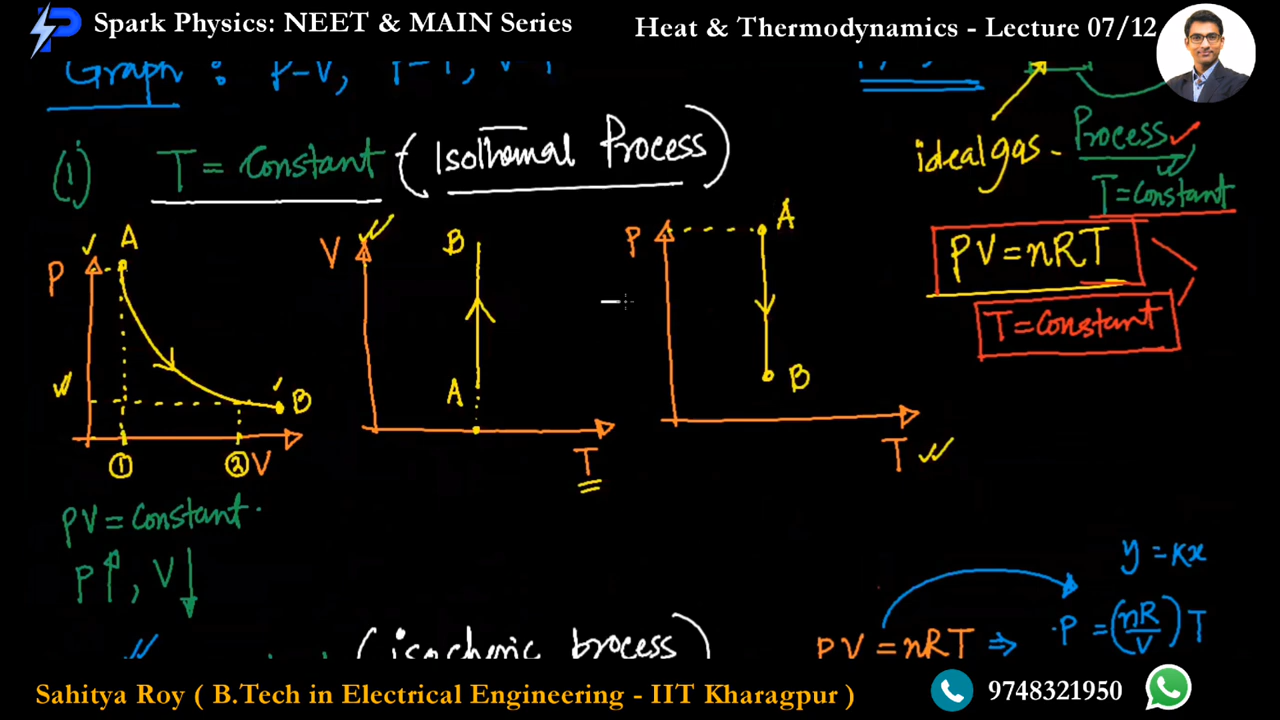 Spark Physics: NEET & MAIN Series
Heat & Thermodynamics - Lecture 07/12
Graph : P-V, P-T, V-T
ideal gas - Process
T=Constant
(1) T = Constant (Isothermal Process)
PV=nRT
T=Constant
P A B ① ② V
V B A T
P A B T
PV = Constant.
P↑, V↓
y = Kx
PV = nRT ⇒ P = (nR/V) T
(isochoric process)
Sahitya Roy ( B.Tech in Electrical Engineering - IIT Kharagpur )
9748321950